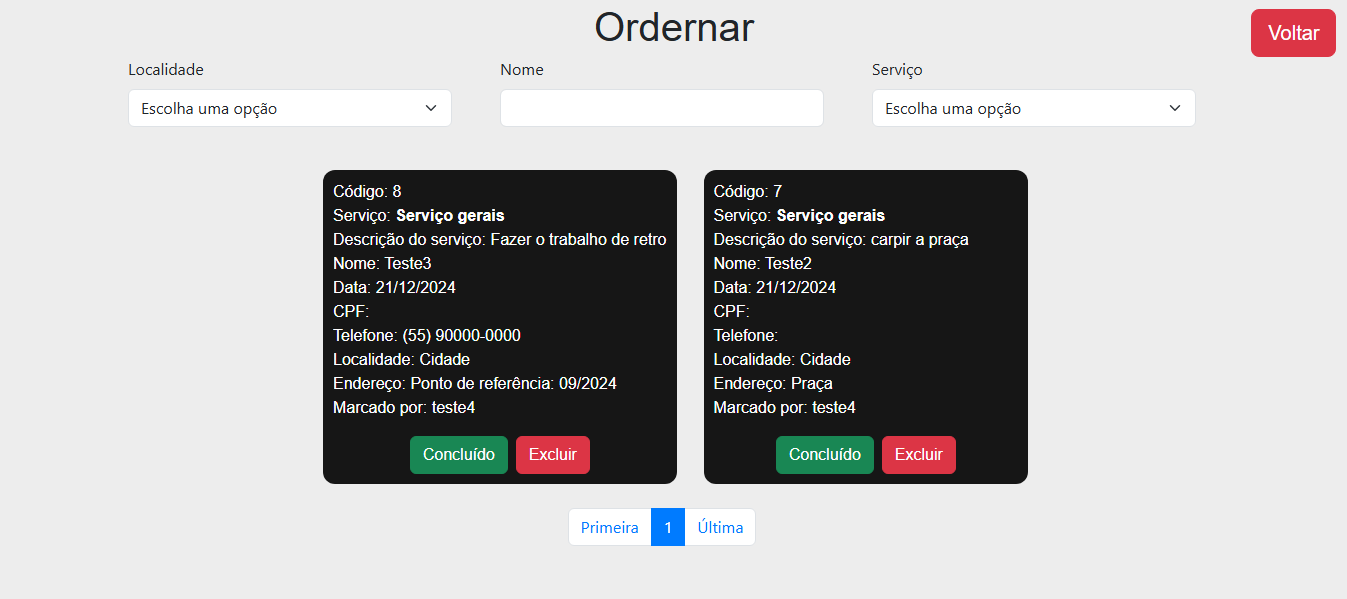 Ordernar
Voltar
Localidade
Nome
Serviço
Escolha uma opção
Escolha uma opção
Código: 8
Serviço: Serviço gerais
Descrição do serviço: Fazer o trabalho de retro
Nome: Teste3
Data: 21/12/2024
CPF:
Telefone: (55) 90000-0000
Localidade: Cidade
Endereço: Ponto de referência: 09/2024
Marcado por: teste4
Concluído
Excluir
Código: 7
Serviço: Serviço gerais
Descrição do serviço: carpir a praça
Nome: Teste2
Data: 21/12/2024
CPF:
Telefone:
Localidade: Cidade
Endereço: Praça
Marcado por: teste4
Concluído
Excluir
Primeira
1
Última